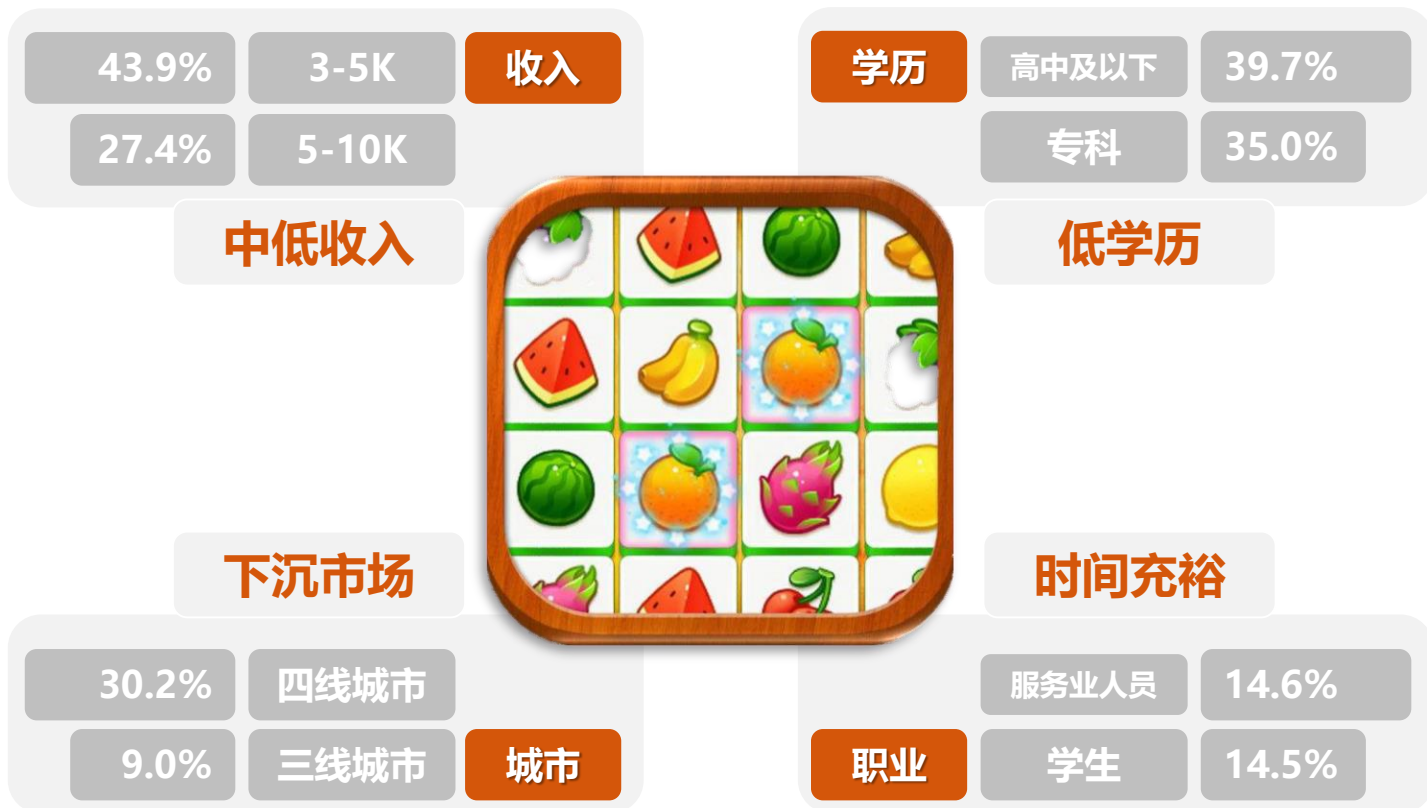 43.9% 3-5K 收入
27.4% 5-10K
中低收入
学历 高中及以下 39.7%
专科 35.0%
低学历
下沉市场
30.2% 四线城市
9.0% 三线城市 城市
时间充裕
服务业人员 14.6%
职业 学生 14.5%